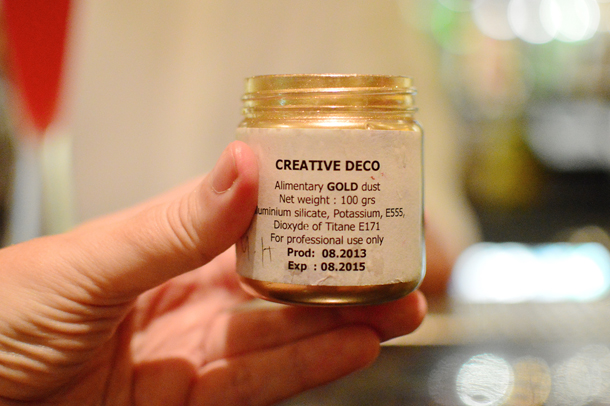 CREATIVE DECO
Alimentary GOLD dust
Net weight : 100 grs
luminium silicate, Potassium, E555,
Dioxyde of Titane E171
For professional use only
Prod: 08.2013
Exp : 08.2015